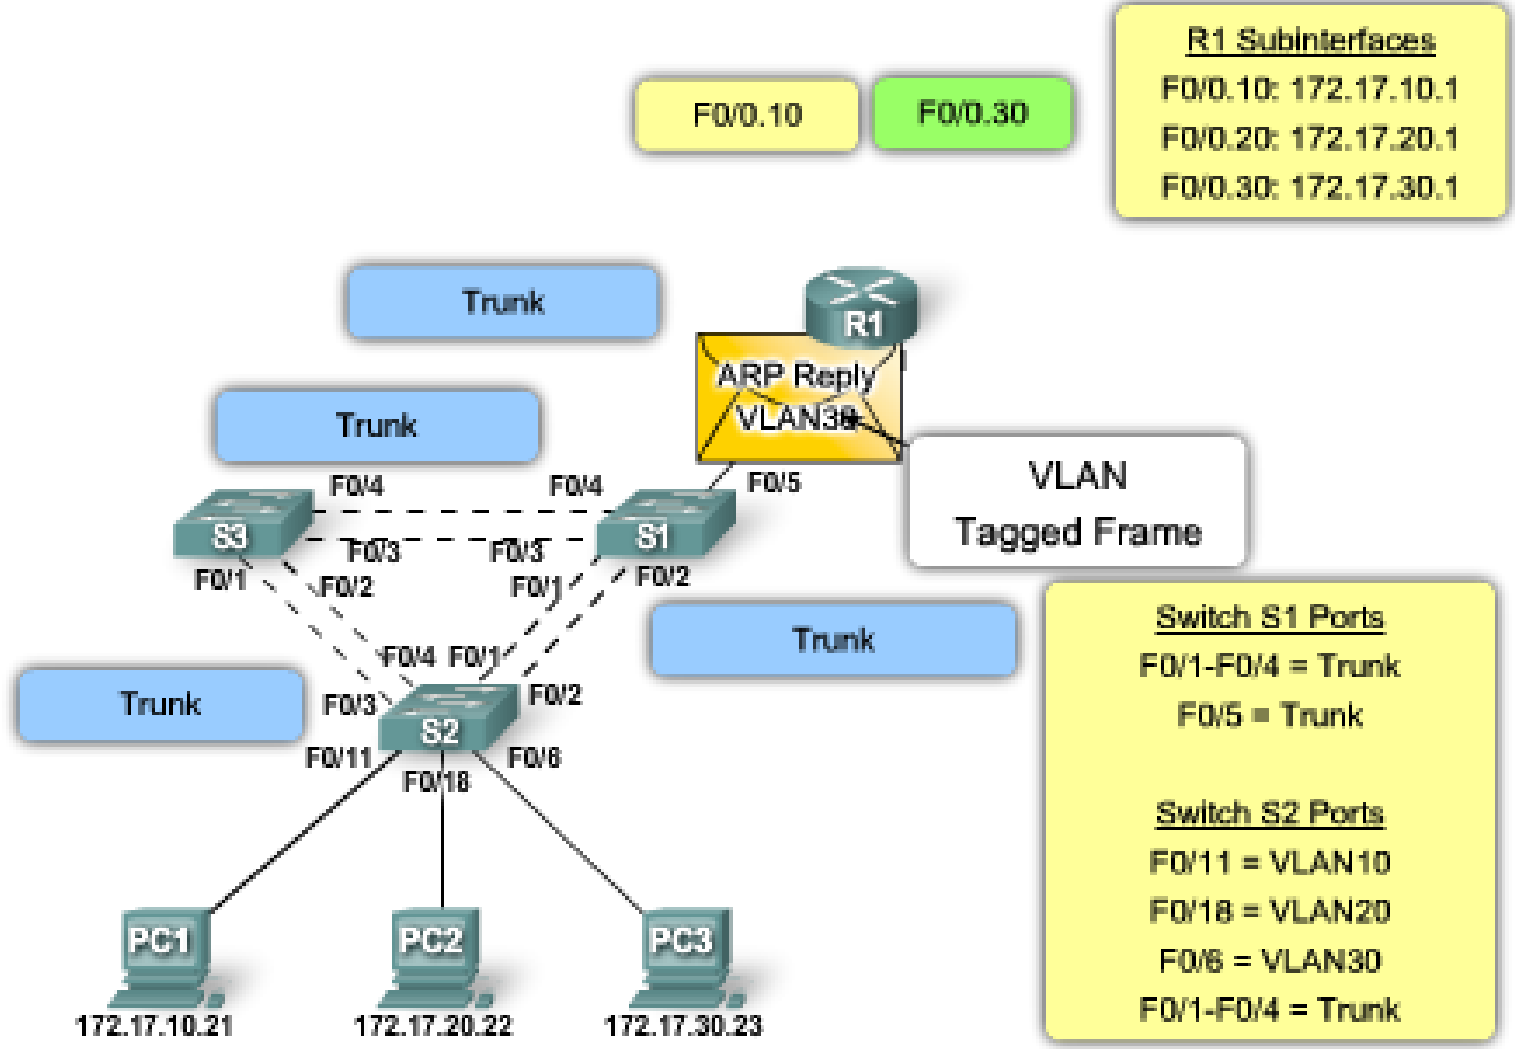 R1 Subinterfaces
F0/0.10: 172.17.10.1
F0/0.20: 172.17.20.1
F0/0.30: 172.17.30.1
F0/0.10
F0/0.30
Trunk
R1
ARP Reply
VLAN30
Trunk
VLAN
Tagged Frame
F0/4
F0/4
F0/5
S3
S1
F0/3
F0/3
F0/1
F0/2
F0/1
F0/2
Trunk
F0/4
F0/1
Trunk
F0/3
F0/2
S2
F0/11
F0/18
F0/6
Switch S1 Ports
F0/1-F0/4 = Trunk
F0/5 = Trunk
Switch S2 Ports
F0/11 = VLAN10
F0/18 = VLAN20
F0/6 = VLAN30
F0/1-F0/4 = Trunk
PC1
PC2
PC3
172.17.10.21
172.17.20.22
172.17.30.23